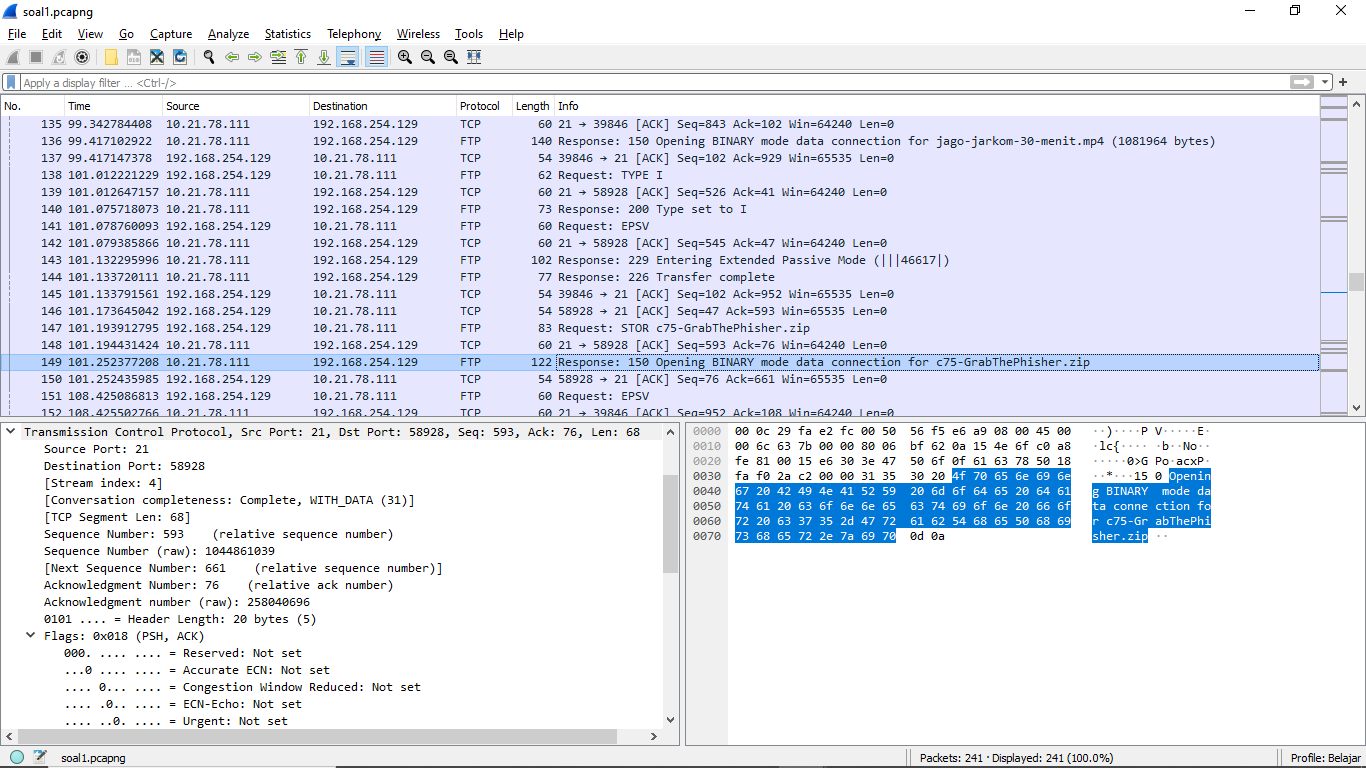 soal1.pcapng
File Edit View Go Capture Analyze Statistics Telephony Wireless Tools Help
Apply a display filter ... <Ctrl-/>
No. Time Source Destination Protocol Length Info
135 99.342784408 10.21.78.111 192.168.254.129 TCP 60 21 → 39846 [ACK] Seq=843 Ack=102 Win=64240 Len=0
136 99.417102922 10.21.78.111 192.168.254.129 FTP 140 Response: 150 Opening BINARY mode data connection for jago-jarkom-30-menit.mp4 (1081964 bytes)
137 99.417147378 192.168.254.129 10.21.78.111 TCP 54 39846 → 21 [ACK] Seq=102 Ack=929 Win=65535 Len=0
138 101.012221229 192.168.254.129 10.21.78.111 FTP 62 Request: TYPE I
139 101.012647157 10.21.78.111 192.168.254.129 TCP 60 21 → 58928 [ACK] Seq=526 Ack=41 Win=64240 Len=0
140 101.075718073 10.21.78.111 192.168.254.129 FTP 73 Response: 200 Type set to I
141 101.078760093 192.168.254.129 10.21.78.111 FTP 60 Request: EPSV
142 101.079385866 10.21.78.111 192.168.254.129 TCP 60 21 → 58928 [ACK] Seq=545 Ack=47 Win=64240 Len=0
143 101.132295996 10.21.78.111 192.168.254.129 FTP 102 Response: 229 Entering Extended Passive Mode (|||46617|)
144 101.133720111 10.21.78.111 192.168.254.129 FTP 77 Response: 226 Transfer complete
145 101.133791561 192.168.254.129 10.21.78.111 TCP 54 39846 → 21 [ACK] Seq=102 Ack=952 Win=65535 Len=0
146 101.173645042 192.168.254.129 10.21.78.111 TCP 54 58928 → 21 [ACK] Seq=47 Ack=593 Win=65535 Len=0
147 101.193912795 192.168.254.129 10.21.78.111 FTP 83 Request: STOR c75-GrabThePhisher.zip
148 101.194431424 10.21.78.111 192.168.254.129 TCP 60 21 → 58928 [ACK] Seq=593 Ack=76 Win=64240 Len=0
149 101.252377208 10.21.78.111 192.168.254.129 FTP 122 Response: 150 Opening BINARY mode data connection for c75-GrabThePhisher.zip
150 101.252435985 192.168.254.129 10.21.78.111 TCP 54 58928 → 21 [ACK] Seq=76 Ack=661 Win=65535 Len=0
151 108.425086813 192.168.254.129 10.21.78.111 FTP 60 Request: EPSV
152 108.425502766 10.21.78.111 192.168.254.129 TCP 60 21 → 39846 [ACK] Seq=952 Ack=108 Win=64240 Len=0
Transmission Control Protocol, Src Port: 21, Dst Port: 58928, Seq: 593, Ack: 76, Len: 68
Source Port: 21
Destination Port: 58928
[Stream index: 4]
[Conversation completeness: Complete, WITH_DATA (31)]
[TCP Segment Len: 68]
Sequence Number: 593 (relative sequence number)
Sequence Number (raw): 1044861039
[Next Sequence Number: 661 (relative sequence number)]
Acknowledgment Number: 76 (relative ack number)
Acknowledgment number (raw): 258040696
0101 .... = Header Length: 20 bytes (5)
Flags: 0x018 (PSH, ACK)
000. .... .... = Reserved: Not set
...0 .... .... = Accurate ECN: Not set
.... 0... .... = Congestion Window Reduced: Not set
.... .0.. .... = ECN-Echo: Not set
.... ..0. .... = Urgent: Not set
0000 00 0c 29 fa e2 fc 00 50 56 f5 e6 a9 08 00 45 00 ··)····P V·····E·
0010 00 6c 63 7b 00 00 80 06 bf 62 0a 15 4e 6f c0 a8 ·lc{···· ·b··No··
0020 fe 81 00 15 e6 30 3e 47 50 6f 0f 61 63 78 50 18 ·····0>G Po·acxP·
0030 fa f0 2a c2 00 00 31 35 30 20 4f 70 65 6e 69 6e ··*···15 0 Openin
0040 67 20 42 49 4e 41 52 59 20 6d 6f 64 65 20 64 61 g BINARY mode da
0050 74 61 20 63 6f 6e 6e 65 63 74 69 6f 6e 20 66 6f ta conne ction fo
0060 72 20 63 37 35 2d 47 72 61 62 54 68 65 50 68 69 r c75-Gr abThePhi
0070 73 68 65 72 2e 7a 69 70 0d 0a sher.zip ··
soal1.pcapng Packets: 241 · Displayed: 241 (100.0%) Profile: Belajar